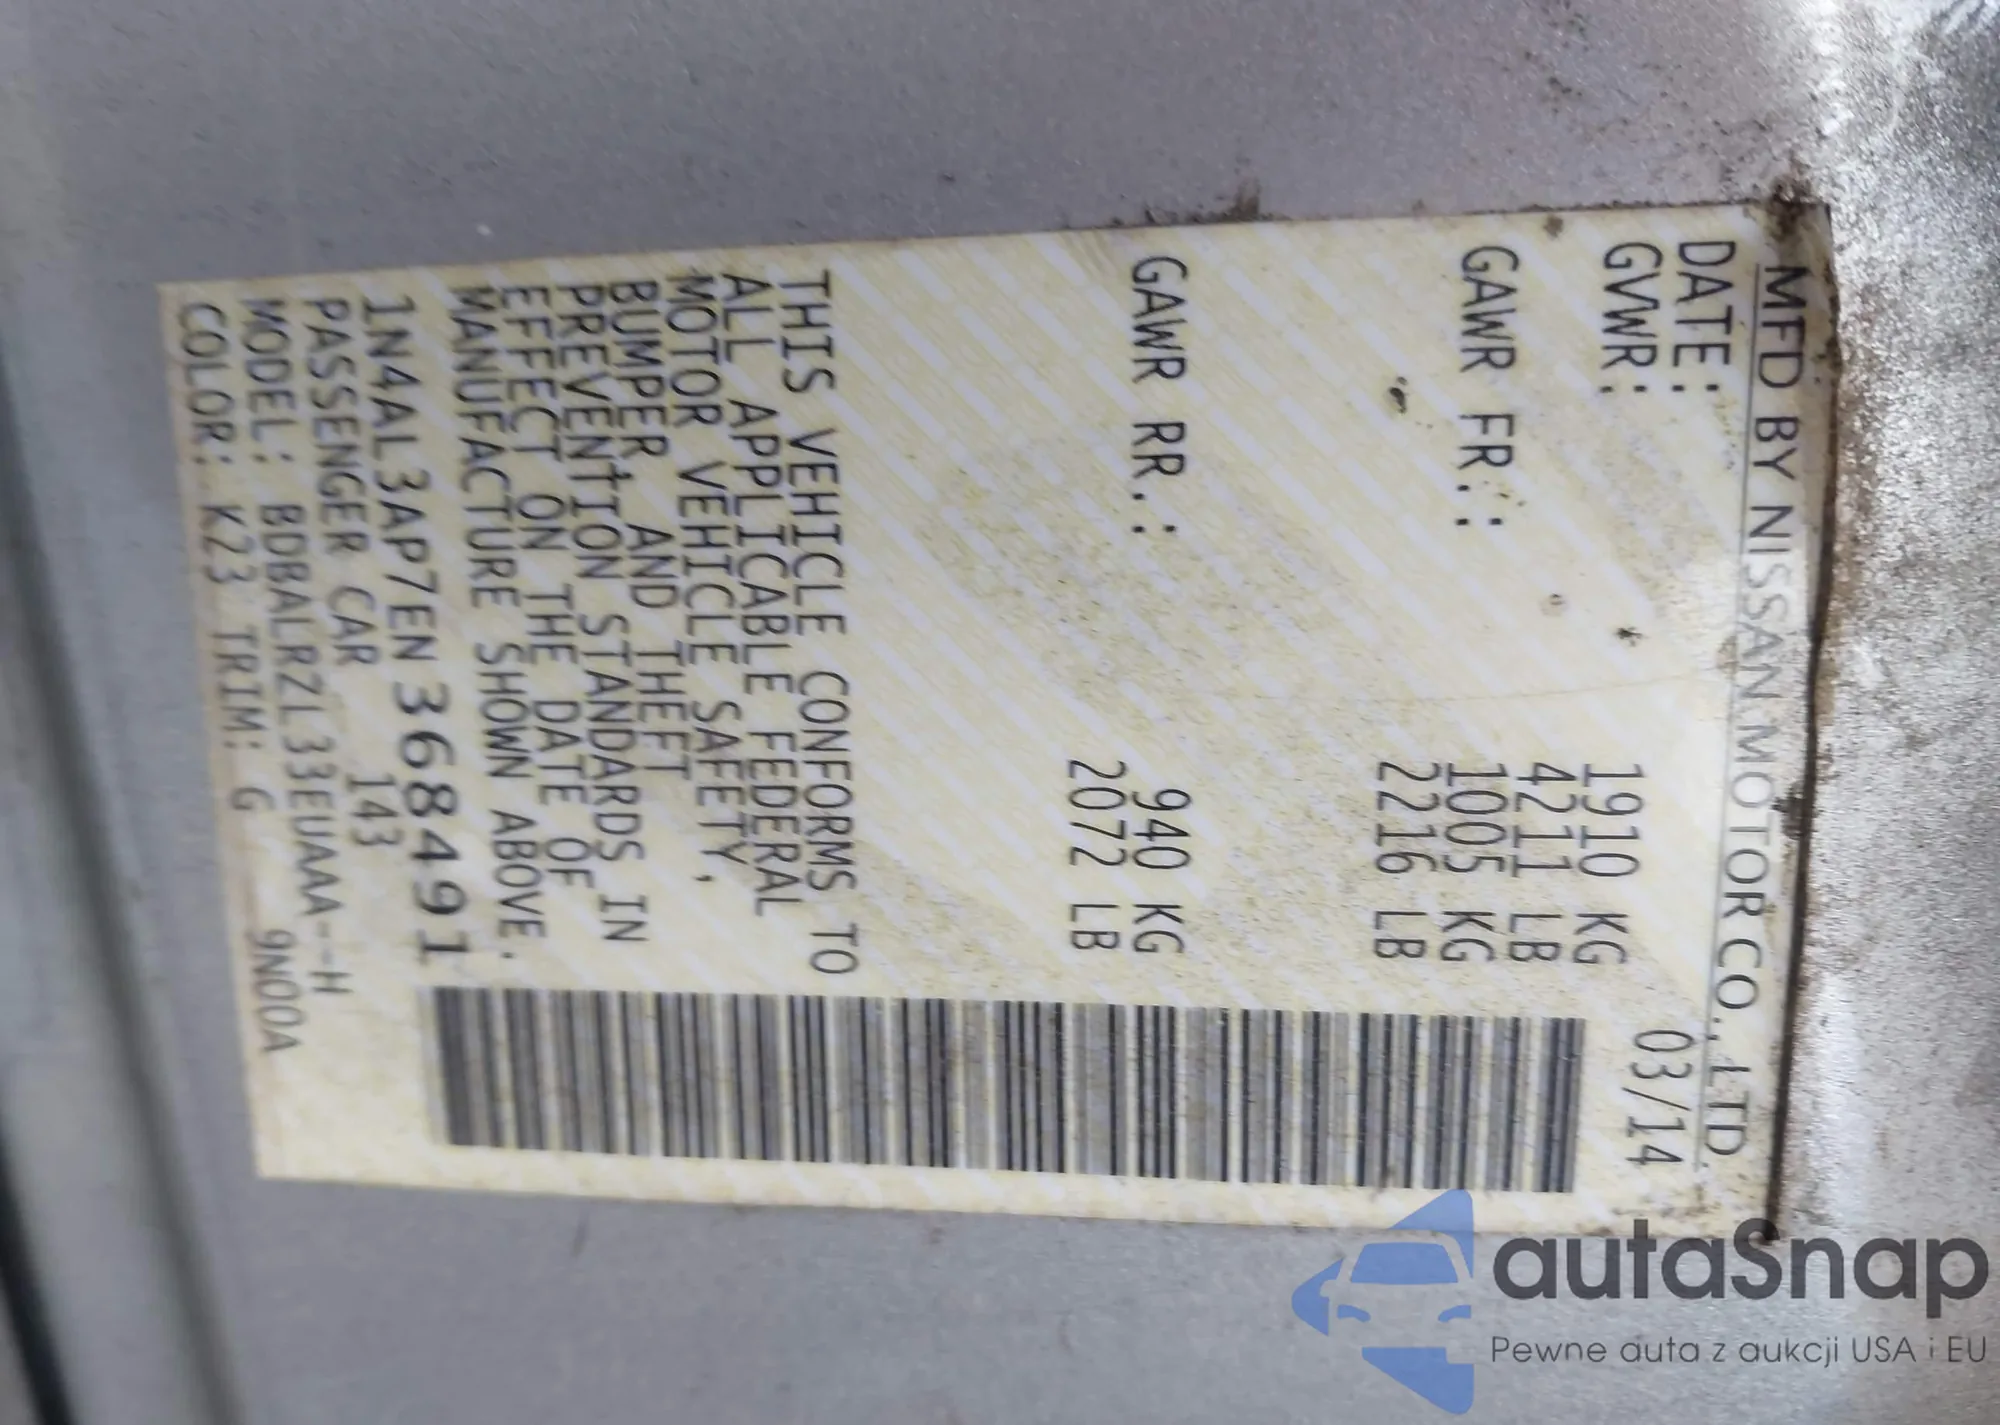 MFD BY NISSAN MOTOR CO., LTD.
DATE: 03/14
GVWR: 1910 KG
4211 LB
GAWR FR.: 1005 KG
2216 LB
GAWR RR.: 940 KG
2072 LB
THIS VEHICLE CONFORMS TO
ALL APPLICABLE FEDERAL
MOTOR VEHICLE SAFETY,
BUMPER, AND THEFT
PREVENTION STANDARDS IN
EFFECT ON THE DATE OF
MANUFACTURE SHOWN ABOVE.
1N4AL3AP7EN368491
PASSENGER CAR 143
MODEL: BDBALRZL33EUAAA--H
COLOR: K23 TRIM: G 9N00A
autaSnap
Pewne auta z aukcji USA i EU